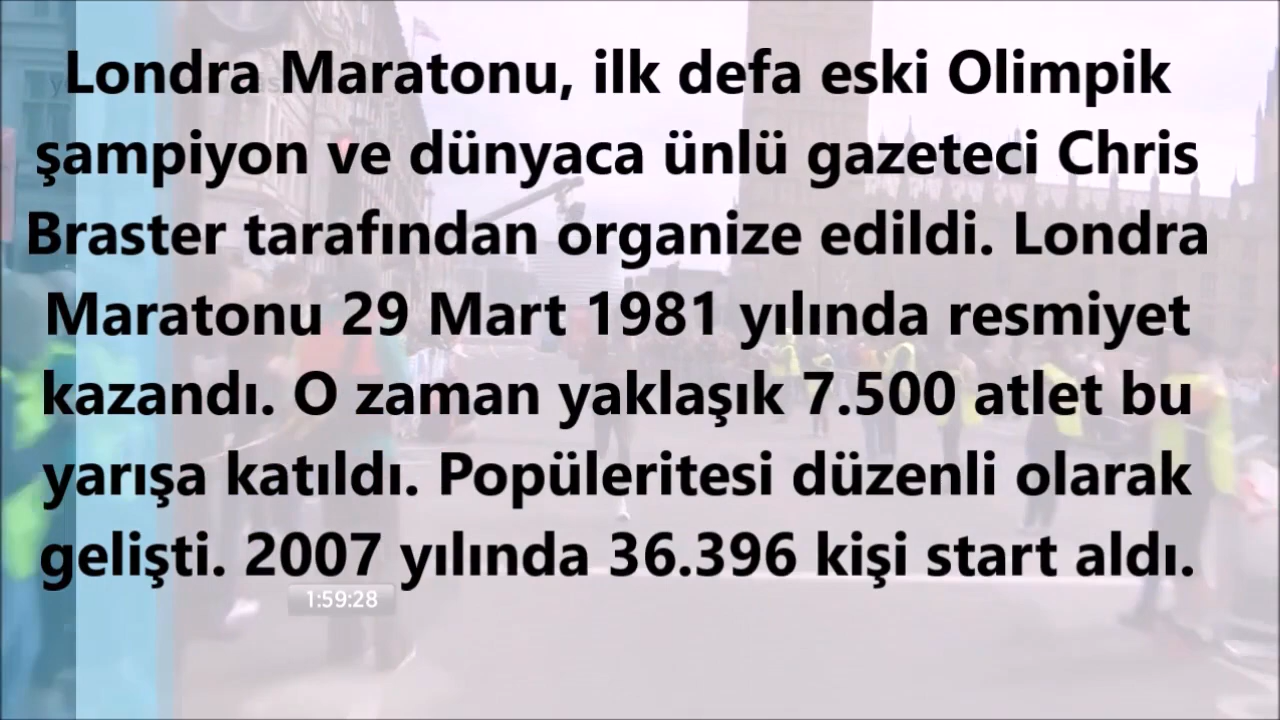 Londra Maratonu, ilk defa eski Olimpik
şampiyon ve dünyaca ünlü gazeteci Chris
Braster tarafından organize edildi. Londra
Maratonu 29 Mart 1981 yılında resmiyet
kazandı. O zaman yaklaşık 7.500 atlet bu
yarışa katıldı. Popüleritesi düzenli olarak
gelişti. 2007 yılında 36.396 kişi start aldı.
1:59:28